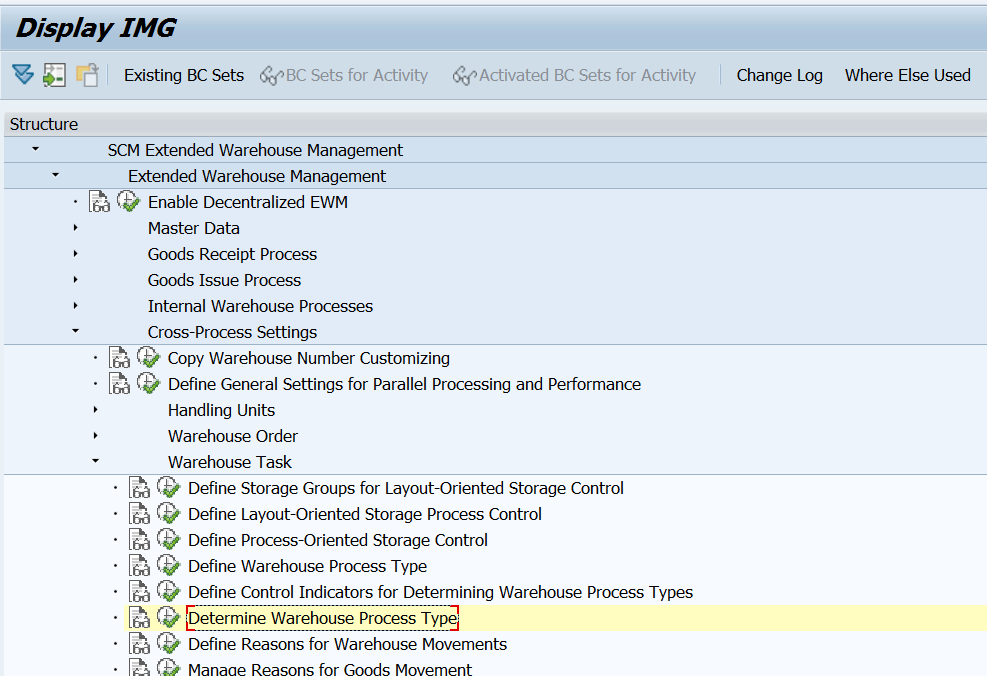 Display IMG
Existing BC Sets BC Sets for Activity Activated BC Sets for Activity Change Log Where Else Used
Structure
SCM Extended Warehouse Management
Extended Warehouse Management
Enable Decentralized EWM
Master Data
Goods Receipt Process
Goods Issue Process
Internal Warehouse Processes
Cross-Process Settings
Copy Warehouse Number Customizing
Define General Settings for Parallel Processing and Performance
Handling Units
Warehouse Order
Warehouse Task
Define Storage Groups for Layout-Oriented Storage Control
Define Layout-Oriented Storage Process Control
Define Process-Oriented Storage Control
Define Warehouse Process Type
Define Control Indicators for Determining Warehouse Process Types
Determine Warehouse Process Type
Define Reasons for Warehouse Movements
Manage Reasons for Goods Movement